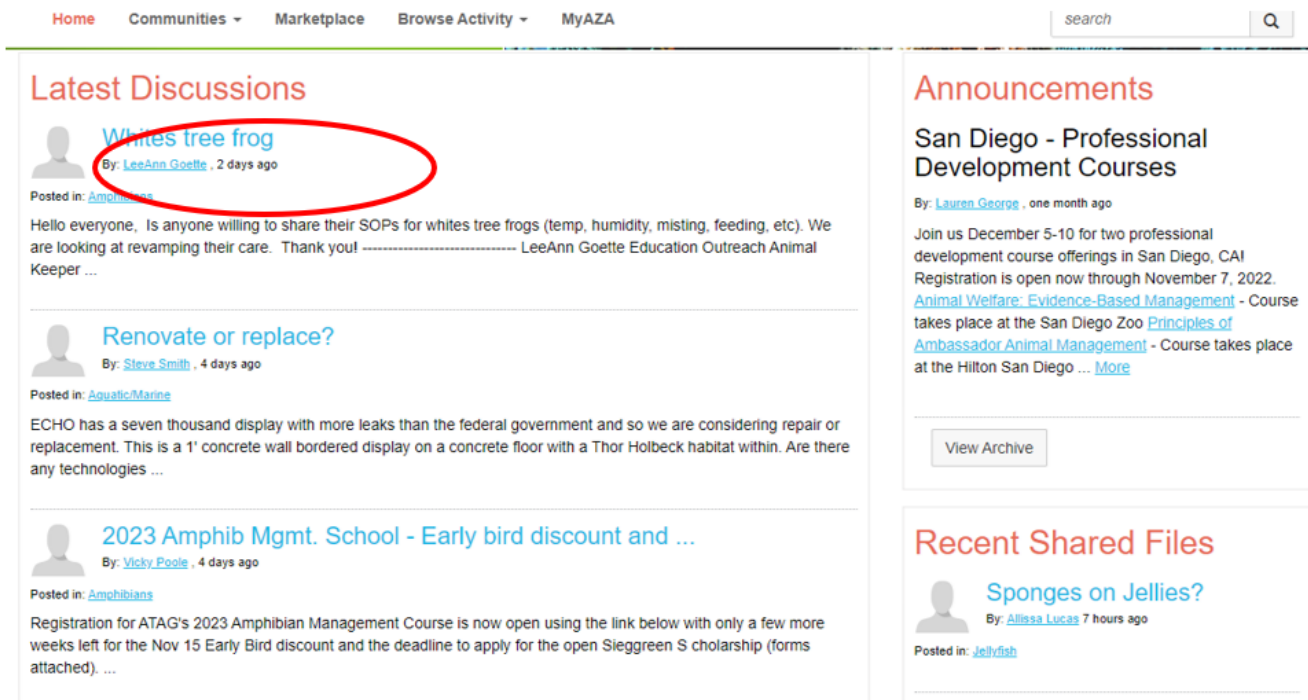 Home Communities Marketplace Browse Activity MyAZA search
Latest Discussions
Whites tree frog
By: LeeAnn Goette , 2 days ago
Posted in: Amphibians
Hello everyone, Is anyone willing to share their SOPs for whites tree frogs (temp, humidity, misting, feeding, etc). We
are looking at revamping their care. Thank you! ------------------------------ LeeAnn Goette Education Outreach Animal
Keeper ...
Renovate or replace?
By: Steve Smith , 4 days ago
Posted in: Aquatic/Marine
ECHO has a seven thousand display with more leaks than the federal government and so we are considering repair or
replacement. This is a 1' concrete wall bordered display on a concrete floor with a Thor Holbeck habitat within. Are there
any technologies ...
2023 Amphib Mgmt. School - Early bird discount and ...
By: Vicky Poole , 4 days ago
Posted in: Amphibians
Registration for ATAG's 2023 Amphibian Management Course is now open using the link below with only a few more
weeks left for the Nov 15 Early Bird discount and the deadline to apply for the open Sieggreen S cholarship (forms
attached). ...
Announcements
San Diego - Professional
Development Courses
By: Lauren George , one month ago
Join us December 5-10 for two professional
development course offerings in San Diego, CA!
Registration is open now through November 7, 2022.
Animal Welfare: Evidence-Based Management - Course
takes place at the San Diego Zoo Principles of
Ambassador Animal Management - Course takes place
at the Hilton San Diego ... More
View Archive
Recent Shared Files
Sponges on Jellies?
By: Allissa Lucas 7 hours ago
Posted in: Jellyfish